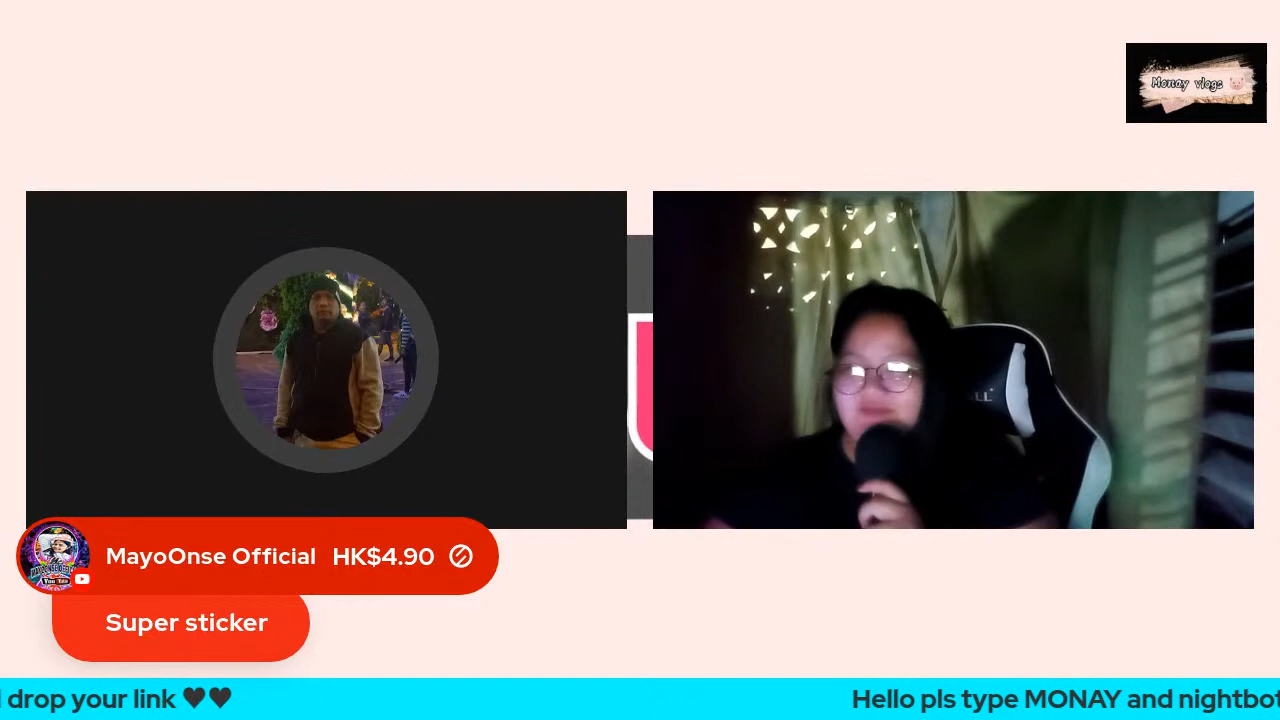 Monay vlogs
MayoOnse Official HK$4.90
Super sticker
drop your link ♥♥
Hello pls type MONAY and nightbot